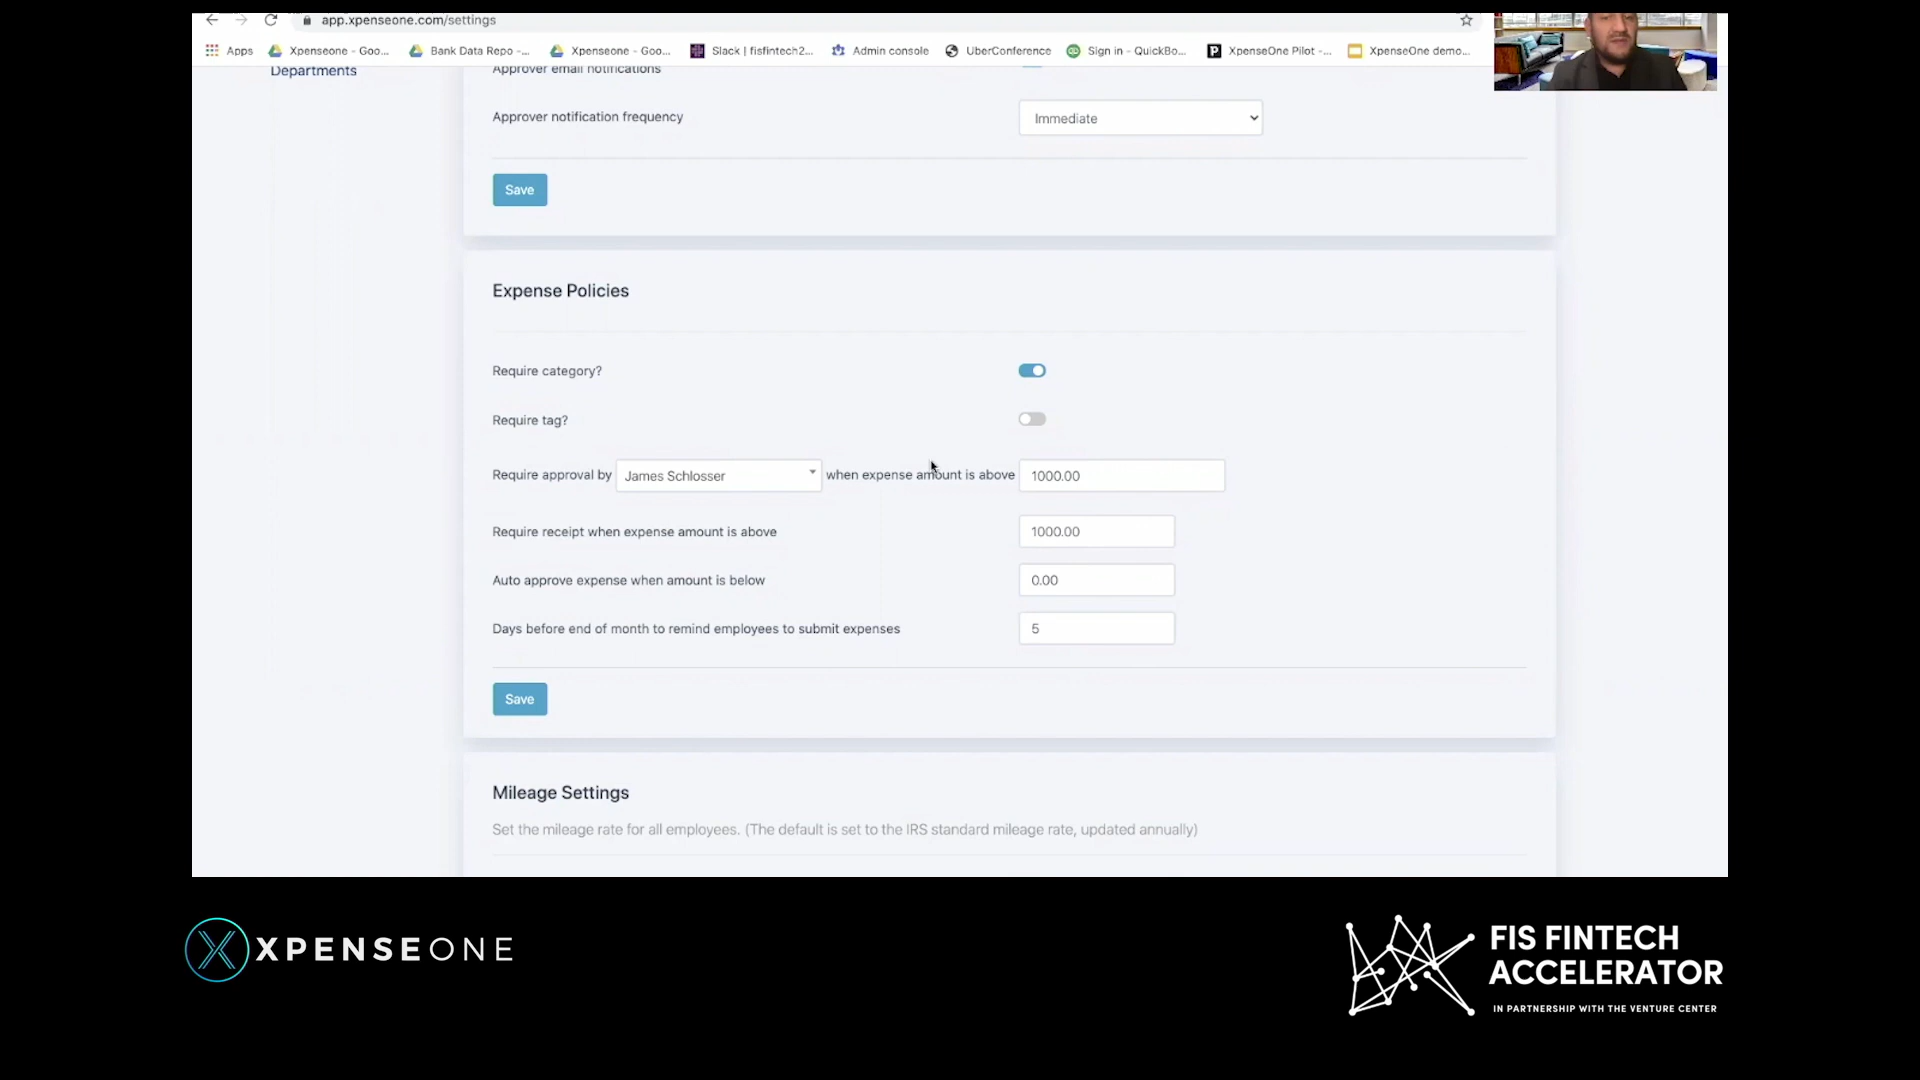 app.xpenseone.com/settings
Apps Xpenseone - Goo... Bank Data Repo -... Xpenseone - Goo... Slack | fisfintech2... Admin console UberConference Sign in - QuickBo... XpenseOne Pilot -... XpenseOne demo...
Departments
Approver email notifications
Approver notification frequency Immediate
Save
Expense Policies
Require category?
Require tag?
Require approval by James Schlosser when expense amount is above 1000.00
Require receipt when expense amount is above 1000.00
Auto approve expense when amount is below 0.00
Days before end of month to remind employees to submit expenses 5
Save
Mileage Settings
Set the mileage rate for all employees. (The default is set to the IRS standard mileage rate, updated annually)
XPENSEONE
FIS FINTECH
ACCELERATOR
IN PARTNERSHIP WITH THE VENTURE CENTER